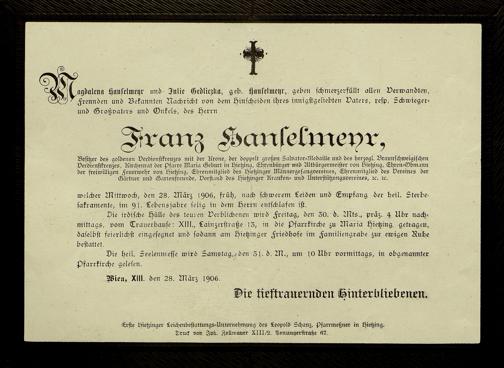 Magdalena Hanselmeyr und Julie Gedliczka, geb. Hanselmeyr, geben schmerzerfüllt allen Verwandten,
Freunden und Bekannten Nachricht von dem Hinscheiden ihres innigstgeliebten Vaters, resp. Schwieger-
und Großvaters und Onkels, des Herrn
Franz Hanselmeyr,
Besitzer des goldenen Verdienstkreuzes mit der Krone, der doppelt großen Salvator-Medaille und des herzogl. Braunschweigischen
Verdienstkreuzes, Kirchenrat der Pfarre Maria Geburt in Hietzing, Ehrenbürger und Altbürgermeister von Hietzing, Ehren-Obmann
der freiwilligen Feuerwehr von Hietzing, Ehrenmitglied des Hietzinger Männergesangvereines, Ehrenmitglied des Vereines der
Gärtner und Gartenfreunde, Vorstand des Hietzinger Kranken- und Unterstützungsvereines, ec. ec.
welcher Mittwoch, den 28. März 1906, früh, nach schwerem Leiden und Empfang der heil. Sterbe-
sakramente, im 91. Lebensjahre selig in dem Herrn entschlafen ist.
Die irdische Hülle des teuren Verblichenen wird Freitag, den 30. d. Mts., präz. 4 Uhr nach-
mittags, vom Trauerhause: XIII., Lainzerstraße 13, in die Pfarrkirche zu Maria Hietzing, getragen,
daselbst feierlichst eingesegnet und sodann am Hietzinger Friedhofe im Familiengrabe zur ewigen Ruhe
bestattet.
Die heil. Seelenmesse wird Samstag, den 31. d. M., um 10 Uhr vormittags, in obgenannter
Pfarrkirche gelesen.
Wien, XIII. den 28. März 1906.
Die tieftrauernden Hinterbliebenen.
Erste Hietzinger Leichenbestattungs-Unternehmung des Leopold Schanz, Pfarrmeßner in Hietzing.
Druck von Joh. XIII/2. 67.